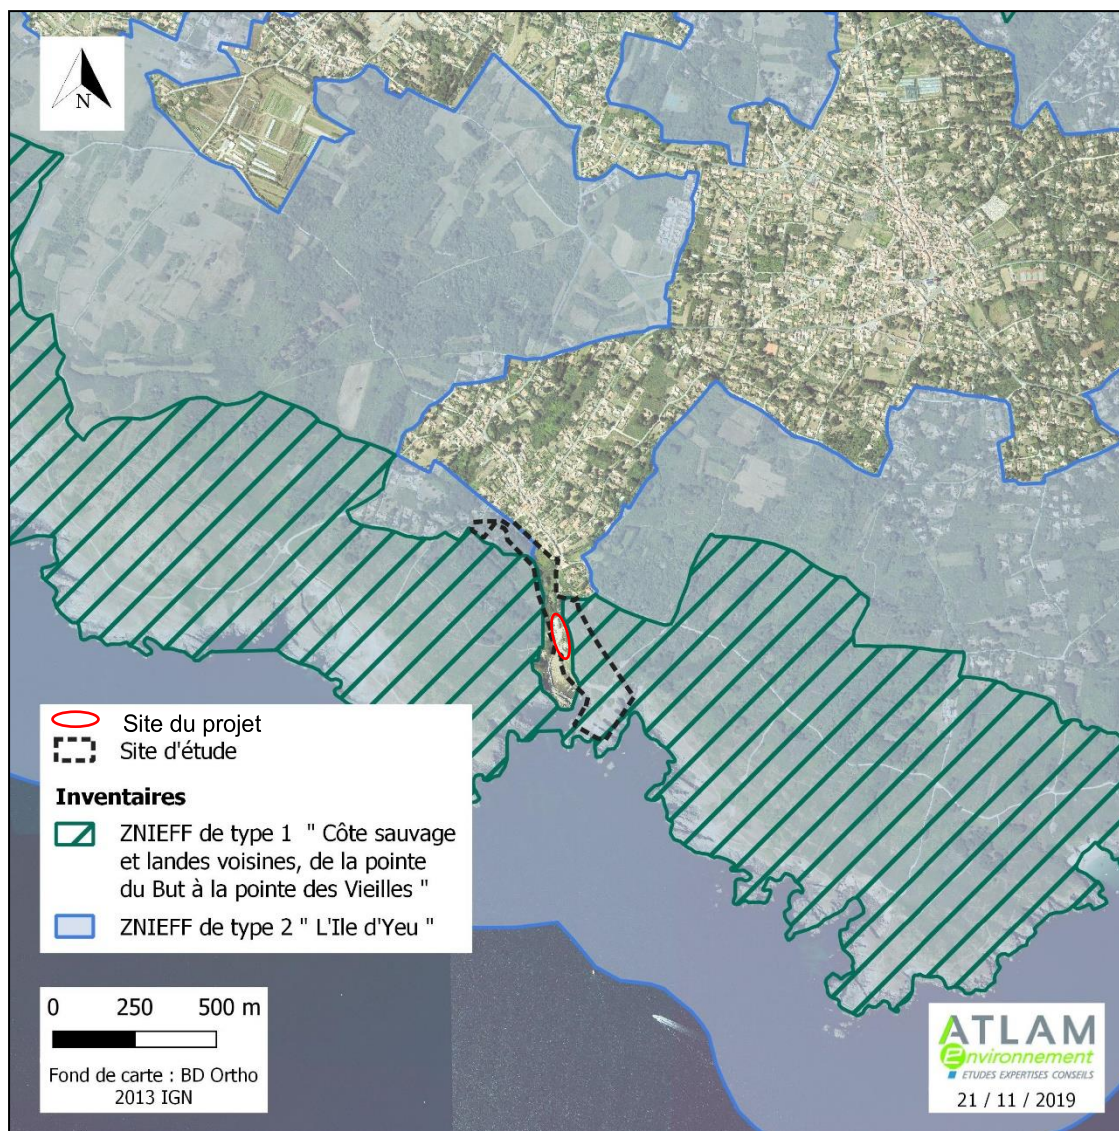 N
Site du projet
Site d'étude
Inventaires
ZNIEFF de type 1 " Côte sauvage
et landes voisines, de la pointe
du But à la pointe des Vieilles "
ZNIEFF de type 2 " L'Ile d'Yeu "
0 250 500 m
Fond de carte : BD Ortho
2013 IGN
ATLAM
environnement
ETUDES EXPERTISES CONSEILS
21 / 11 / 2019